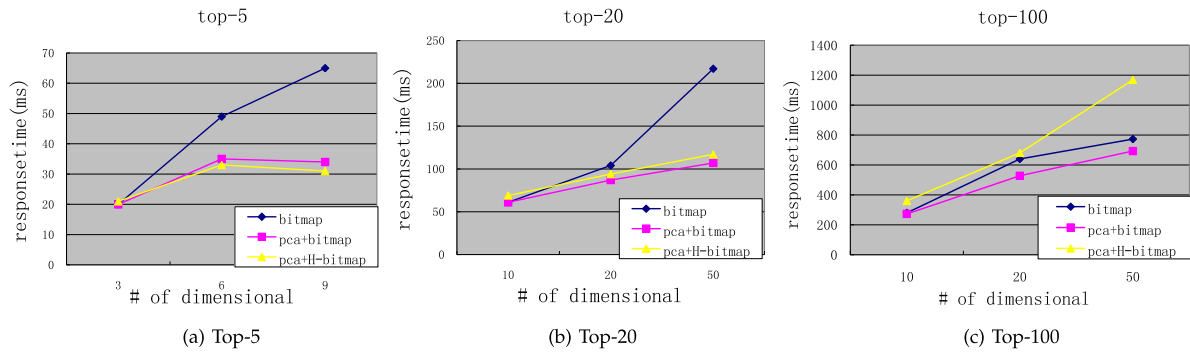 top-5
responsetime(ms)
70
60
50
40
30
20
10
0
3
6
9
# of dimensional
bitmap
pca+bitmap
pca+H-bitmap
(a) Top-5
top-20
responsetime(ms)
250
200
150
100
50
0
10
20
50
# of dimensional
bitmap
pca+bitmap
pca+H-bitmap
(b) Top-20
top-100
responsetime(ms)
1400
1200
1000
800
600
400
200
0
10
20
50
# of dimensional
bitmap
pca+bitmap
pca+H-bitmap
(c) Top-100